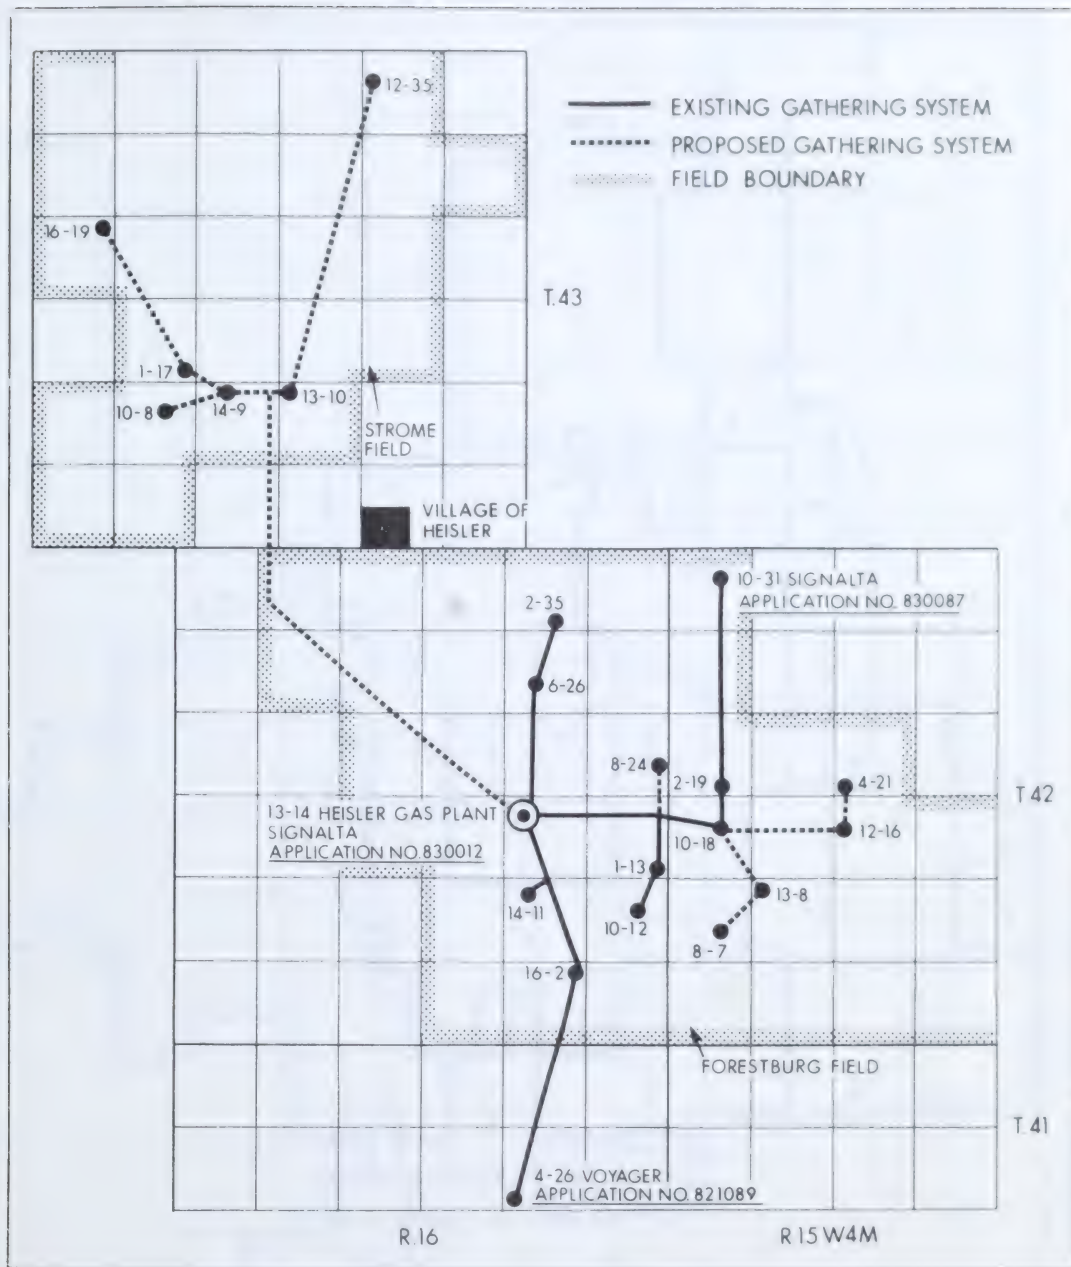 12-35
EXISTING GATHERING SYSTEM
PROPOSED GATHERING SYSTEM
FIELD BOUNDARY
16-19
T.43
1-17
10-8
14-9
13-10
STROME
FIELD
VILLAGE OF
HEISLER
10-31 SIGNALTA
APPLICATION NO. 830087
2-35
6-26
8-24
2-19
4-21
T 42
13-14 HEISLER GAS PLANT
SIGNALTA
APPLICATION NO. 830012
10-18
12-16
1-13
13-8
14-11
10-12
8-7
16-2
FORESTBURG FIELD
T.41
4-26 VOYAGER
APPLICATION NO. 821089
R.16
R.15 W4M